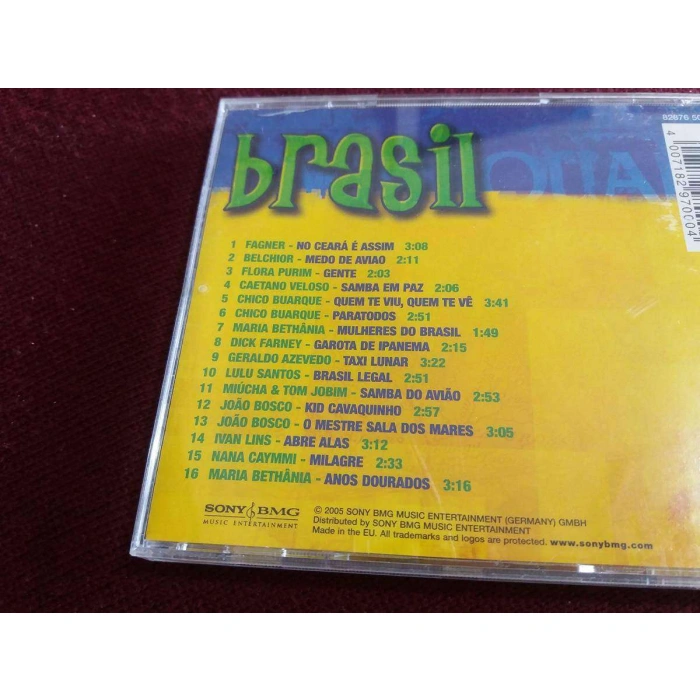 brasil
82876 50
4 007182 970004
1 FAGNER - NO CEARÁ É ASSIM 3:08
2 BELCHIOR - MEDO DE AVIAO 2:11
3 FLORA PURIM - GENTE 2:03
4 CAETANO VELOSO - SAMBA EM PAZ 2:06
5 CHICO BUARQUE - QUEM TE VIU, QUEM TE VÊ 3:41
6 CHICO BUARQUE - PARATODOS 2:51
7 MARIA BETHÂNIA - MULHERES DO BRASIL 1:49
8 DICK FARNEY - GAROTA DE IPANEMA 2:15
9 GERALDO AZEVEDO - TAXI LUNAR 3:22
10 LULU SANTOS - BRASIL LEGAL 2:51
11 MIÚCHA & TOM JOBIM - SAMBA DO AVIÃO 2:53
12 JOÃO BOSCO - KID CAVAQUINHO 2:57
13 JOÃO BOSCO - O MESTRE SALA DOS MARES 3:05
14 IVAN LINS - ABRE ALAS 3:12
15 NANA CAYMMI - MILAGRE 2:33
16 MARIA BETHÂNIA - ANOS DOURADOS 3:16
SONY BMG
MUSIC ENTERTAINMENT
© 2005 SONY BMG MUSIC ENTERTAINMENT (GERMANY) GMBH
Distributed by SONY BMG MUSIC ENTERTAINMENT
Made in the EU. All trademarks and logos are protected. www.sonybmg.com